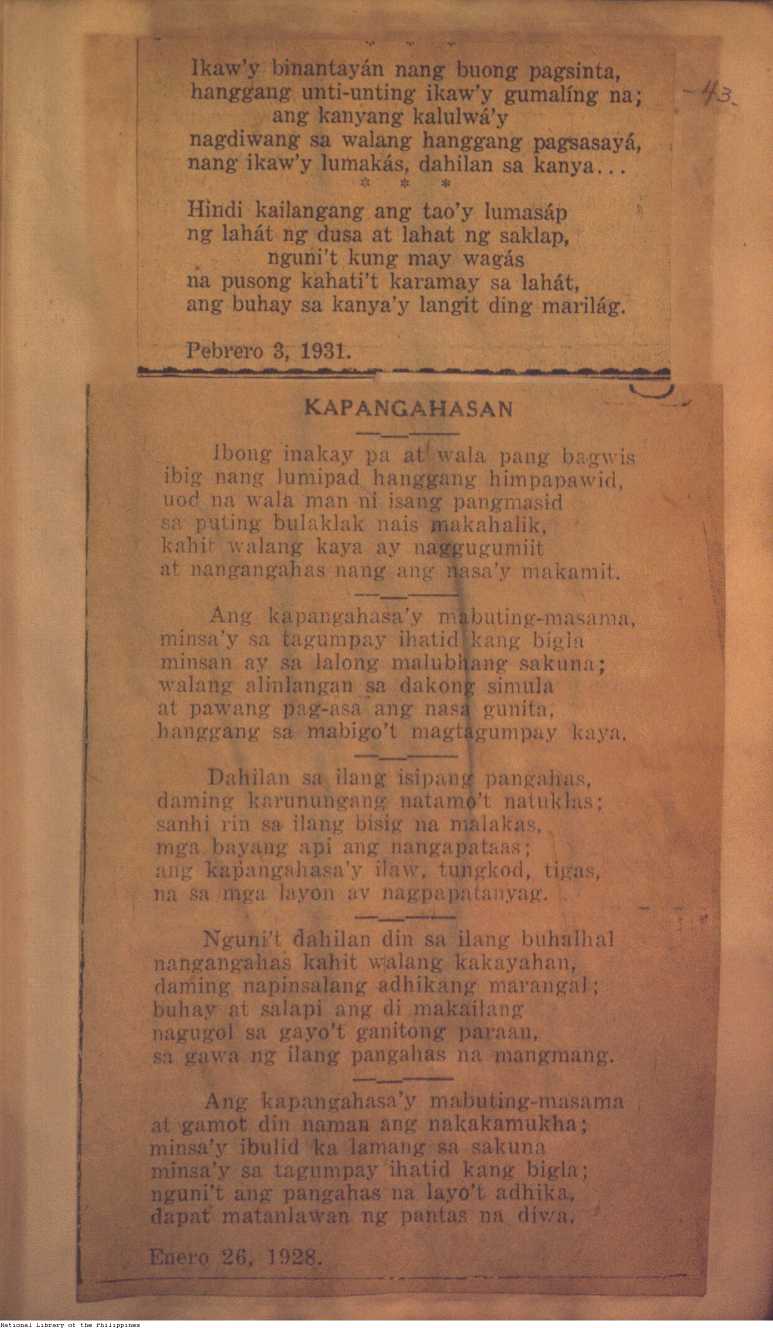 Ikaw'y binantayán nang buong pagsinta,
hanggang unti-unting ikaw'y gumalíng na;
ang kanyang kalulwá'y
nagdiwang sa walang hanggang pagsasayá,
nang ikaw'y lumakás, dahilan sa kanya...
* * *
43.
Hindi kailangang ang tao'y lumasáp
ng lahát ng dusa at lahat ng saklap,
nguni't kung may wagás
na pusong kahati't karamay sa lahát,
ang buhay sa kanya'y langit ding marilág.
Pebrero 3, 1931.
KAPANGAHASAN
Ibong inakay pa at wala pang bagwis
ibig nang lumipad hanggang himpapawid,
uod na wala man ni isang pangmasid
sa puting bulaklak nais makahalik,
kahit walang kaya ay naggugumiit
at nangangahas nang ang nasa'y makamit.
Ang kapangahasa'y mabuting-masama,
minsa'y sa tagumpay ihatid kang bigla
minsan ay sa lalong malubhang sakuna;
walang alinlangan sa dakong simula
at pawang pag-asa ang nasa gunita,
hanggang sa mabigo't magtagumpay kaya.
Dahilan sa ilang isipang pangahas,
daming karunungang natamo't natuklas;
sanhi rin sa ilang bisig na malakas,
mga bayang api ang nangapataas;
ang kapangahasa'y ilaw, tungkod, tigas,
na sa mga layon ay nagpapatanyag.
Nguni't dahilan din sa ilang buhalhal
nangangahas kahit walang kakayahan,
daming napinsalang adhikang marangal;
buhay at salapi ang di makailang
nagugol sa gayo't ganitong paraan,
sa gawa ng ilang pangahas na mangmang.
Ang kapangahasa'y mabuting-masama
at gamot din naman ang nakakamukha;
minsa'y ibulid ka lamang sa sakuna
minsa'y sa tagumpay ihatid kang bigla;
nguni't ang pangahas na layo't adhika,
dapat matanlawan ng pantas na diwa.
Enero 26, 1928.
National Library of the Philippines